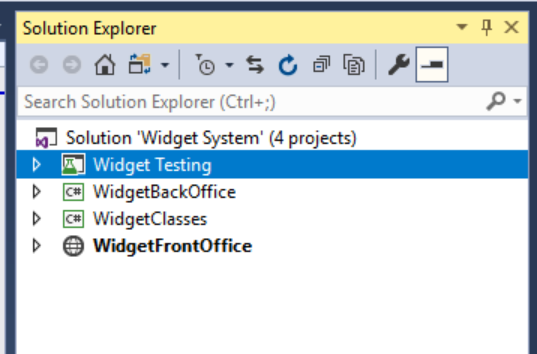 Solution Explorer
Search Solution Explorer (Ctrl+;)
Solution 'Widget System' (4 projects)
Widget Testing
C# WidgetBackOffice
C# WidgetClasses
WidgetFrontOffice